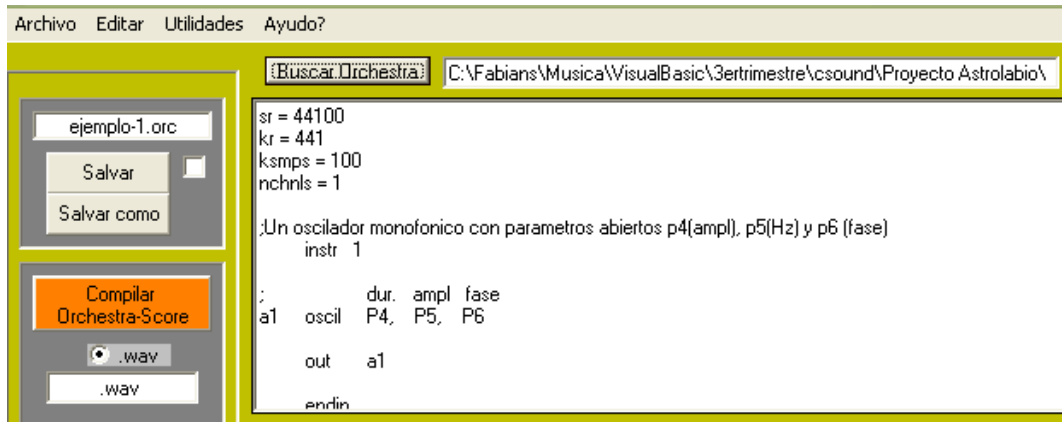 Archivo Editar Utilidades Ayudo?
Buscar Orchestra C:\Fabians\Musica\VisualBasic\3ertrimestre\csound\Proyecto Astrolabio\
ejemplo-1.orc
Salvar
Salvar como
Compilar
Orchestra-Score
.wav
.wav
sr = 44100
kr = 441
ksmps = 100
nchnls = 1
;Un oscilador monofonico con parametros abiertos p4(ampl), p5(Hz) y p6 (fase)
instr 1
; dur. ampl fase
a1 oscil P4, P5, P6
out a1
endin